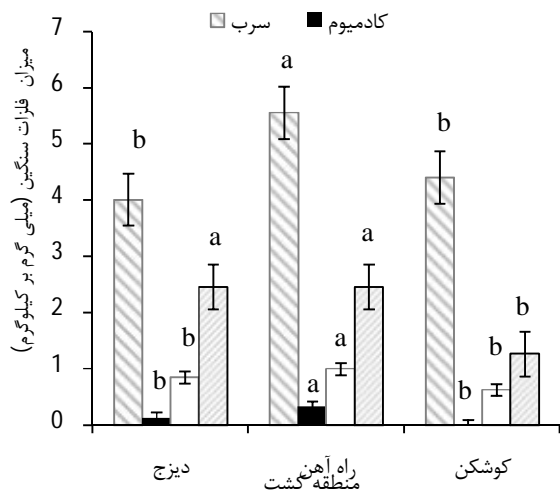 سرب کادمیوم
میزان فلزات سنگین (میلی گرم بر کیلوگرم)
7
6
5
4
3
2
1
0
b b b a
a a a a
b b b b
دیزج راه آهن کوشکن
منطقه کشت